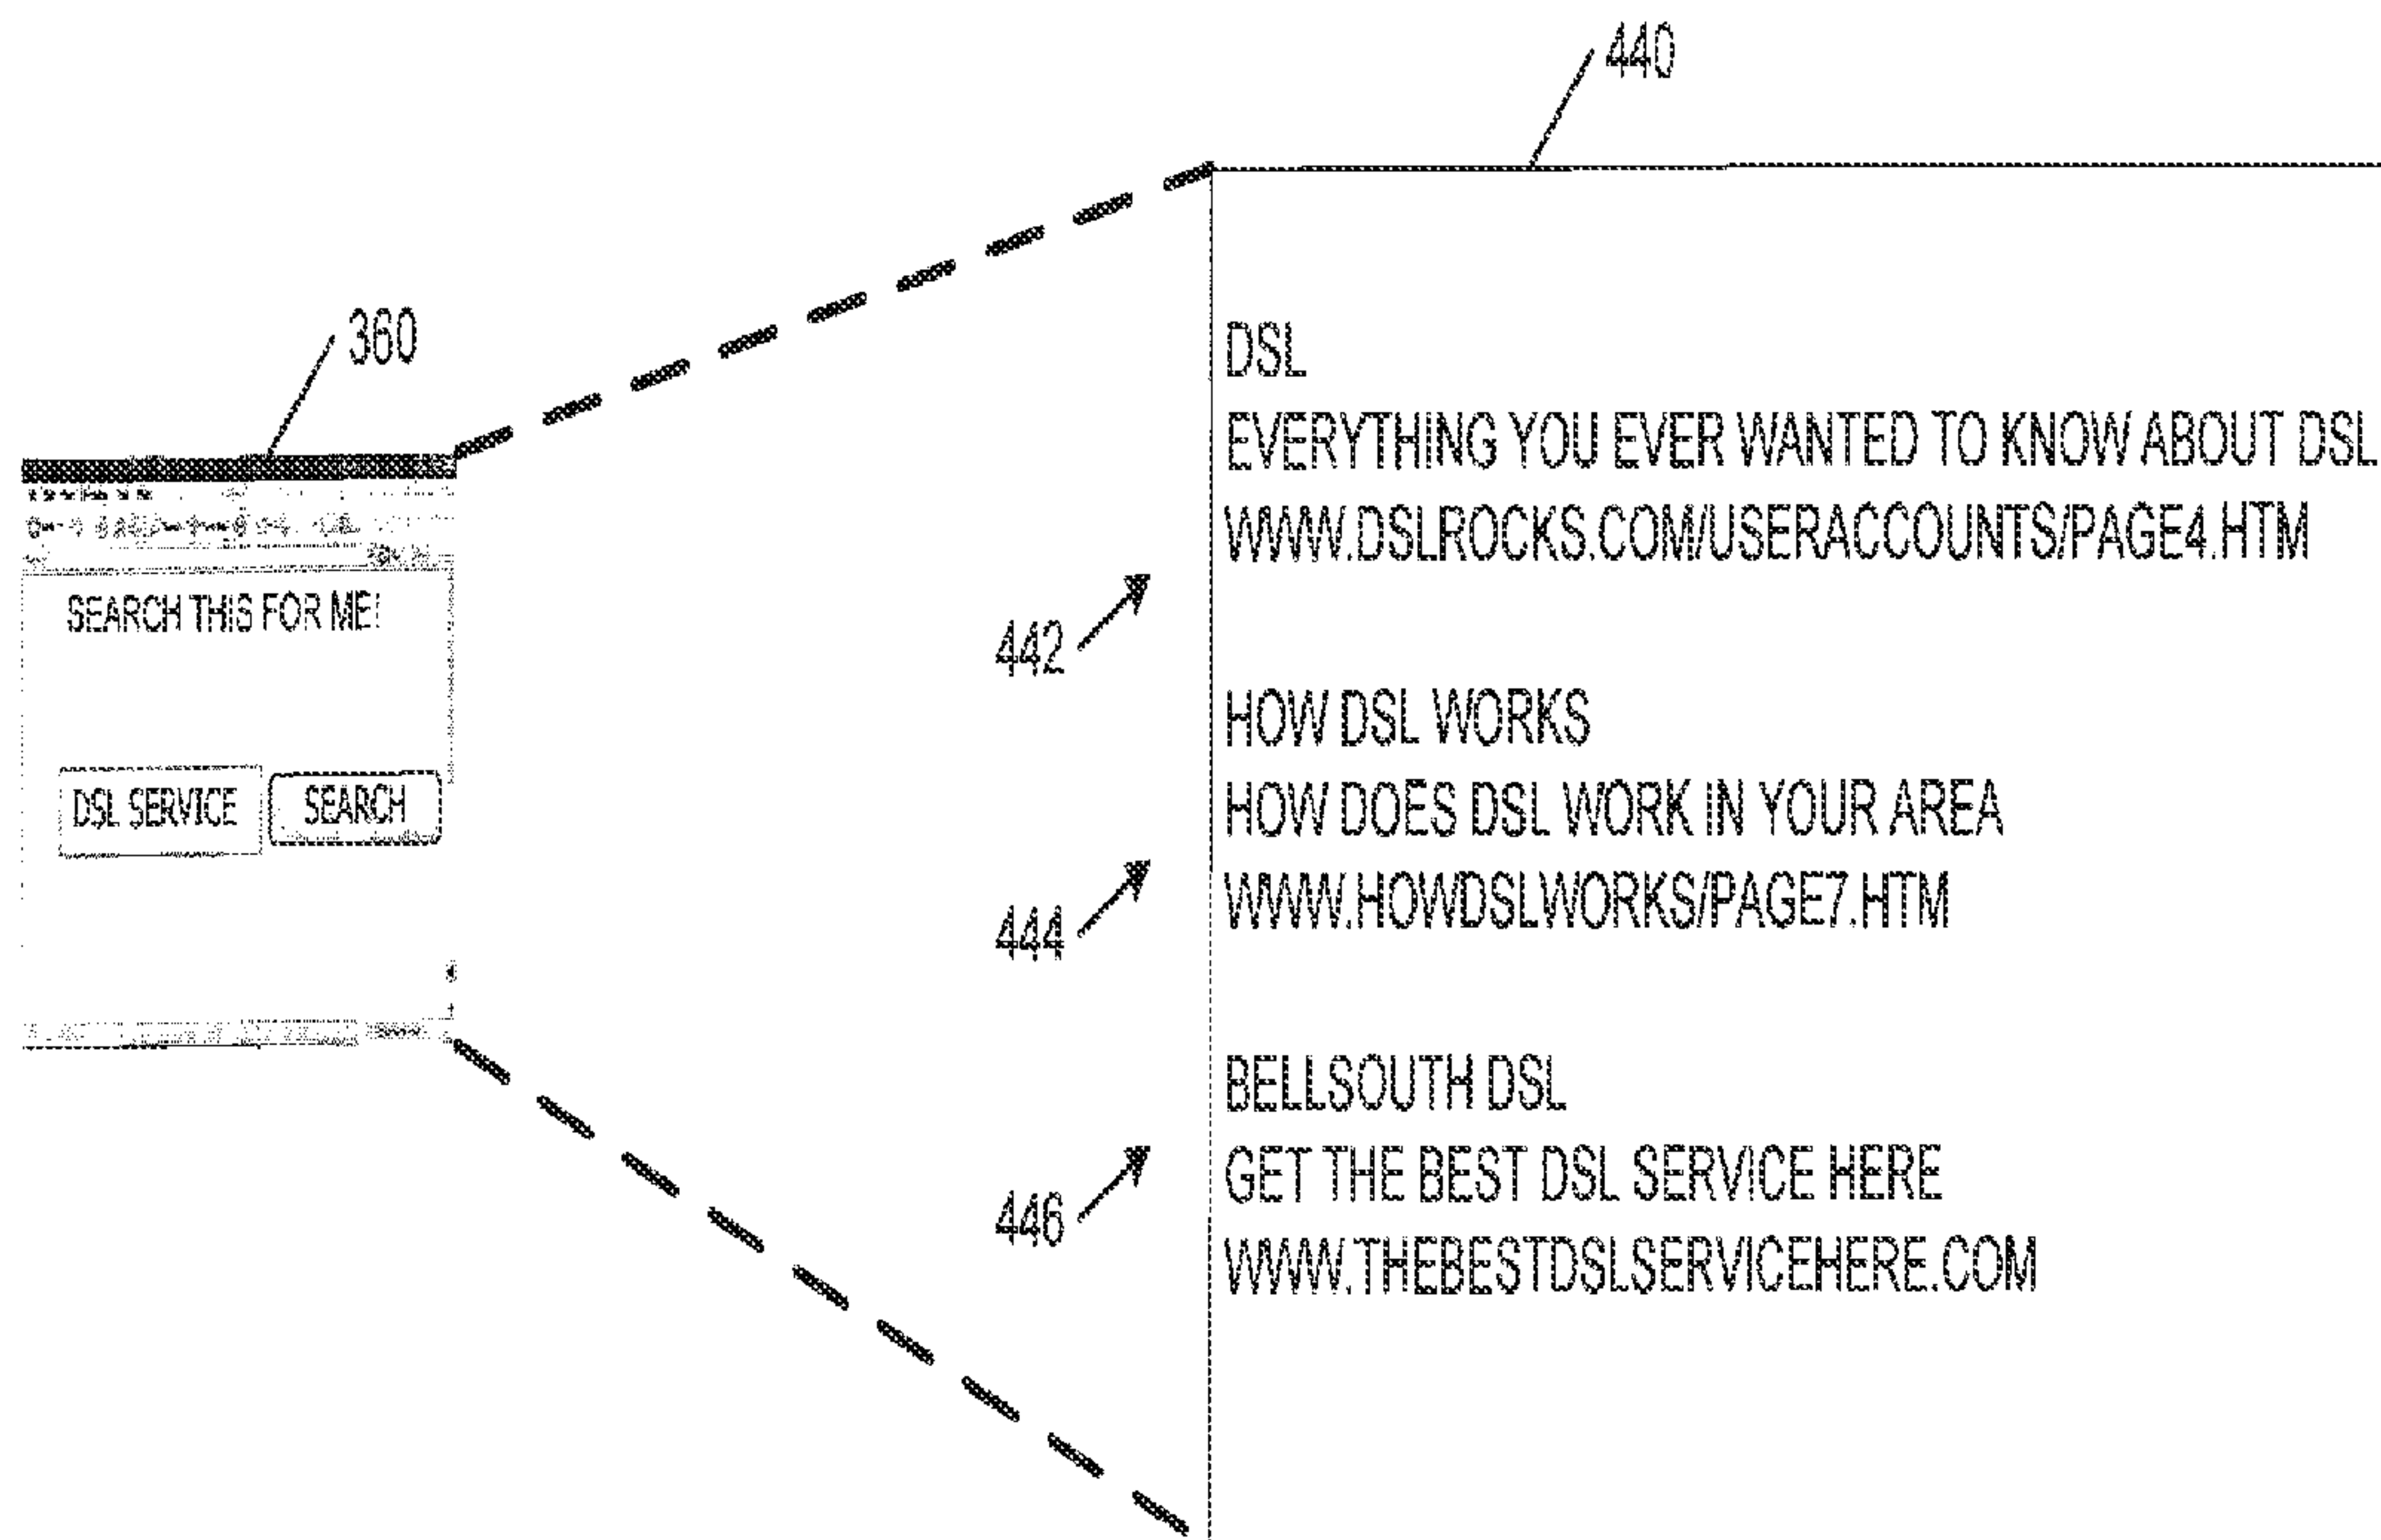 440
360
SEARCH THIS FOR ME!
DSL SERVICE
SEARCH
DSL
EVERYTHING YOU EVER WANTED TO KNOW ABOUT DSL
WWW.DSLROCKS.COM/USERACCOUNTS/PAGE4.HTM
442
HOW DSL WORKS
HOW DOES DSL WORK IN YOUR AREA
WWW.HOWDSLWORKS/PAGE7.HTM
444
BELLSOUTH DSL
GET THE BEST DSL SERVICE HERE
WWW.THEBESTDSLSERVICEHERE.COM
446